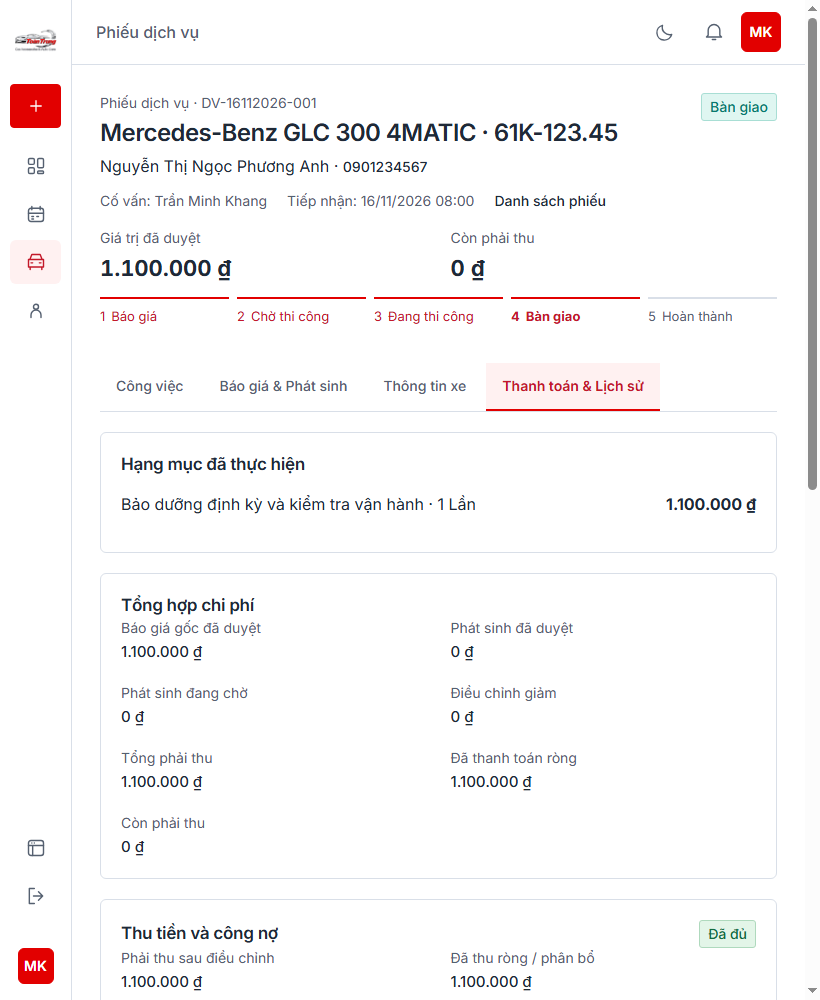 Phiếu dịch vụ
MK
Toàn Trung
+
Phiếu dịch vụ · DV-16112026-001
Bàn giao
Mercedes-Benz GLC 300 4MATIC · 61K-123.45
Nguyễn Thị Ngọc Phương Anh · 0901234567
Cố vấn: Trần Minh Khang Tiếp nhận: 16/11/2026 08:00 Danh sách phiếu
Giá trị đã duyệt Còn phải thu
1.100.000 ₫ 0 ₫
1 Báo giá 2 Chờ thi công 3 Đang thi công 4 Bàn giao 5 Hoàn thành
Công việc Báo giá & Phát sinh Thông tin xe Thanh toán & Lịch sử
Hạng mục đã thực hiện
Bảo dưỡng định kỳ và kiểm tra vận hành · 1 Lần 1.100.000 ₫
Tổng hợp chi phí
Báo giá gốc đã duyệt Phát sinh đã duyệt
1.100.000 ₫ 0 ₫
Phát sinh đang chờ Điều chỉnh giảm
0 ₫ 0 ₫
Tổng phải thu Đã thanh toán ròng
1.100.000 ₫ 1.100.000 ₫
Còn phải thu
0 ₫
Thu tiền và công nợ Đã đủ
Phải thu sau điều chỉnh Đã thu ròng / phân bổ
1.100.000 ₫ 1.100.000 ₫
MK